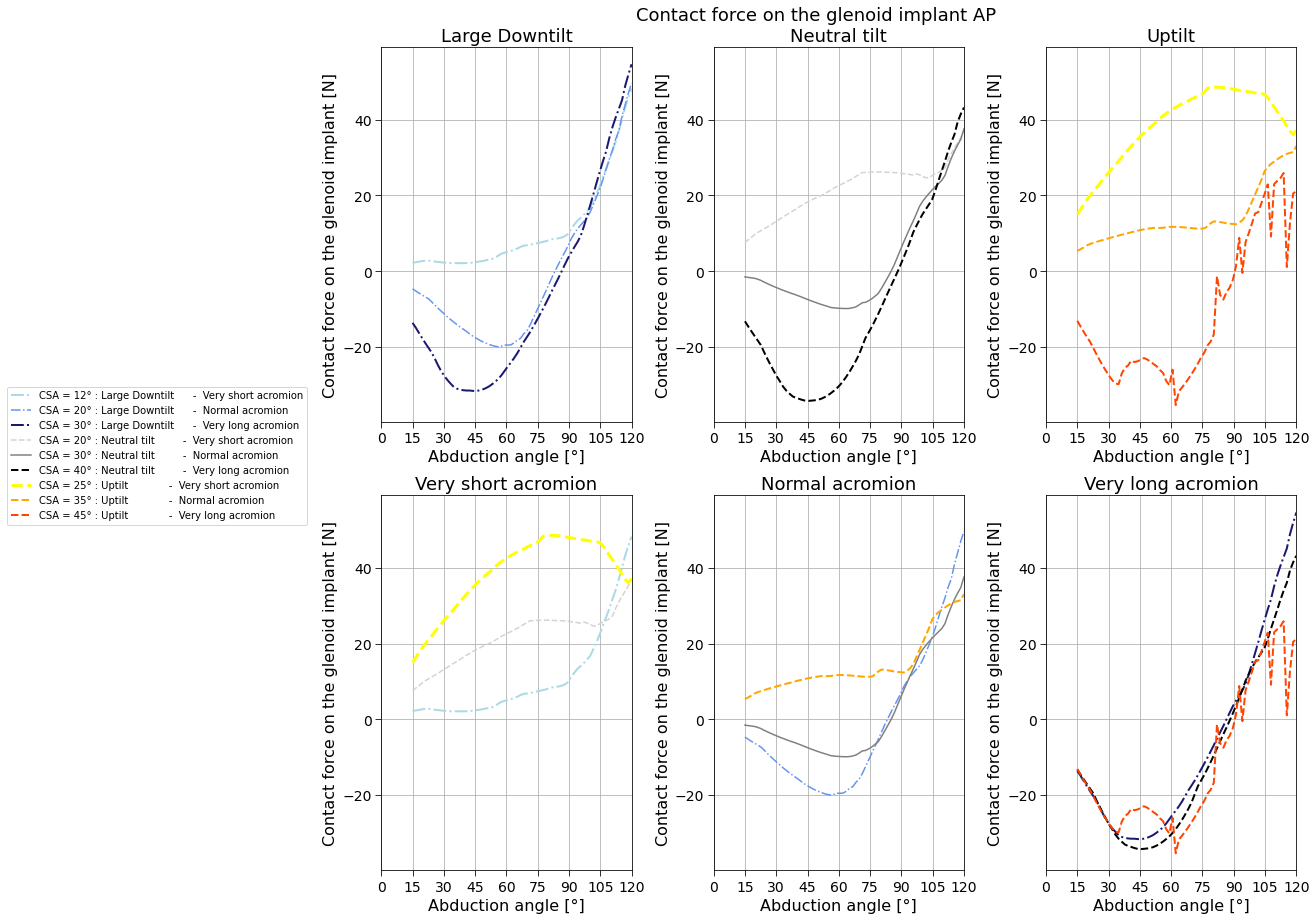 Contact force on the glenoid implant AP
Large Downtilt
Neutral tilt
Uptilt
Contact force on the glenoid implant [N]
40
20
0
−20
0 15 30 45 60 75 90 105 120
Abduction angle [°]
Contact force on the glenoid implant [N]
40
20
0
−20
0 15 30 45 60 75 90 105 120
Abduction angle [°]
Contact force on the glenoid implant [N]
40
20
0
−20
0 15 30 45 60 75 90 105 120
Abduction angle [°]
CSA = 12° : Large Downtilt - Very short acromion
CSA = 20° : Large Downtilt - Normal acromion
CSA = 30° : Large Downtilt - Very long acromion
CSA = 20° : Neutral tilt - Very short acromion
CSA = 30° : Neutral tilt - Normal acromion
CSA = 40° : Neutral tilt - Very long acromion
CSA = 25° : Uptilt - Very short acromion
CSA = 35° : Uptilt - Normal acromion
CSA = 45° : Uptilt - Very long acromion
Very short acromion
Normal acromion
Very long acromion
Contact force on the glenoid implant [N]
40
20
0
−20
0 15 30 45 60 75 90 105 120
Abduction angle [°]
Contact force on the glenoid implant [N]
40
20
0
−20
0 15 30 45 60 75 90 105 120
Abduction angle [°]
Contact force on the glenoid implant [N]
40
20
0
−20
0 15 30 45 60 75 90 105 120
Abduction angle [°]